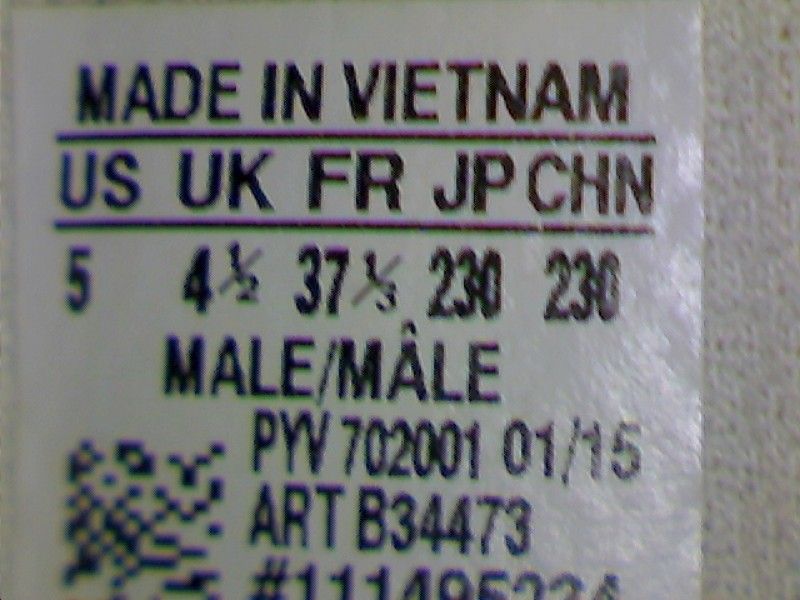 MADE IN VIETNAM
US UK FR JP CHN
5 4½ 37⅓ 230 230
MALE/MÂLE
PYV 702001 01/15
ART B34473